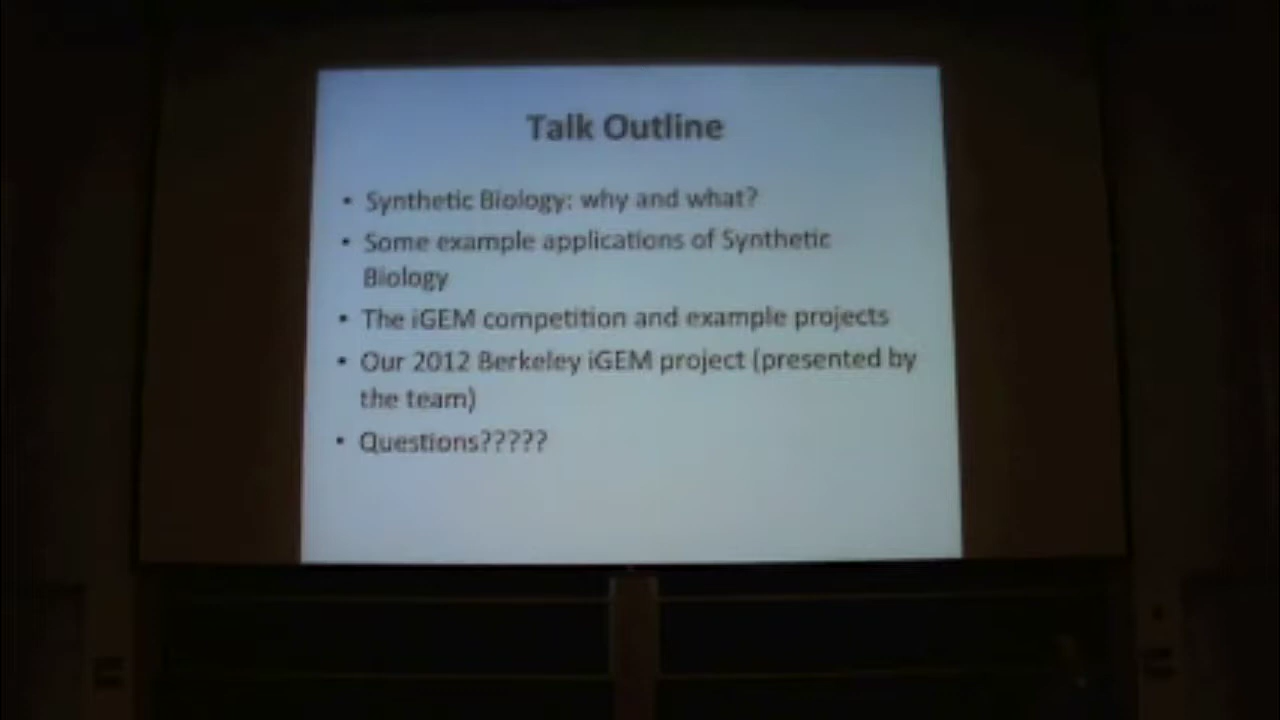 Talk Outline
• Synthetic Biology: why and what?
• Some example applications of Synthetic
Biology
• The iGEM competition and example projects
• Our 2012 Berkeley iGEM project (presented by
the team)
• Questions?????